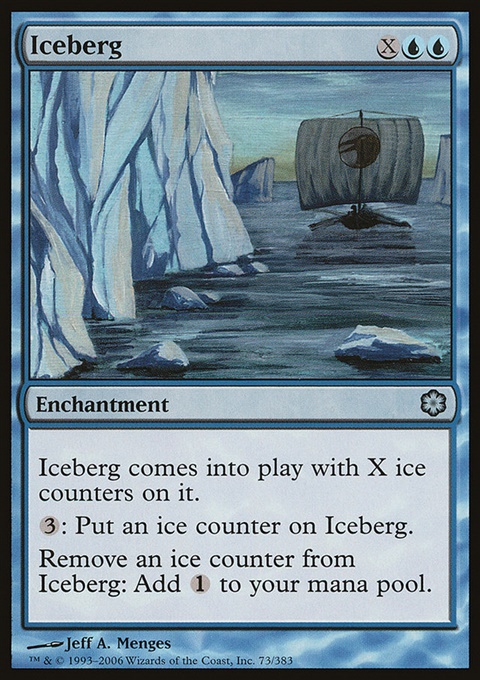 Iceberg X
Enchantment
Iceberg comes into play with X ice
counters on it.
3: Put an ice counter on Iceberg.
Remove an ice counter from
Iceberg: Add 1 to your mana pool.
Jeff A. Menges
™ & © 1993–2006 Wizards of the Coast, Inc. 73/383